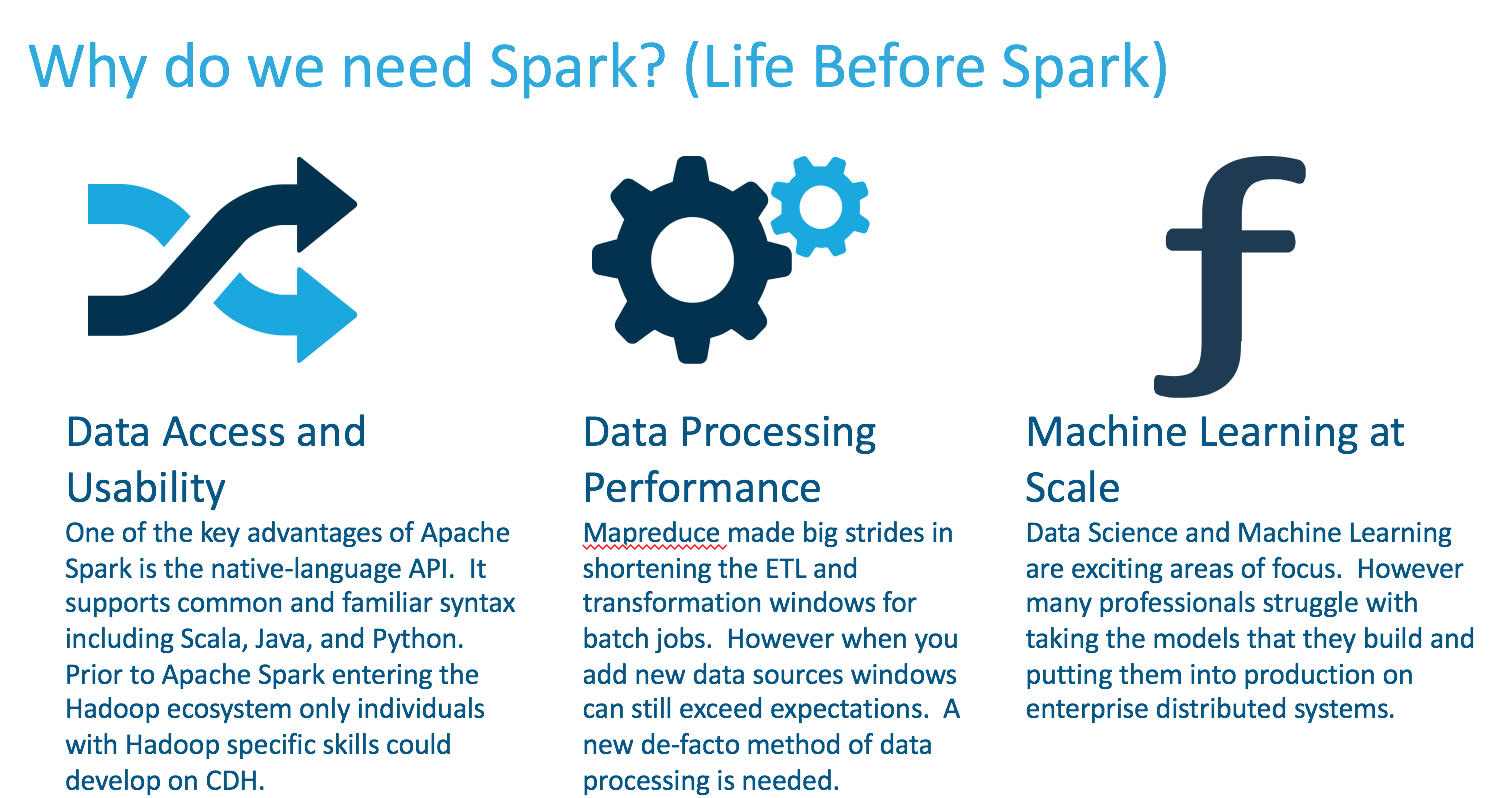 Why do we need Spark? (Life Before Spark)
Data Access and
Usability
One of the key advantages of Apache
Spark is the native-language API.  It
supports common and familiar syntax
including Scala, Java, and Python.
Prior to Apache Spark entering the
Hadoop ecosystem only individuals
with Hadoop specific skills could
develop on CDH.
Data Processing
Performance
Mapreduce made big strides in
shortening the ETL and
transformation windows for
batch jobs.  However when you
add new data sources windows
can still exceed expectations.  A
new de-facto method of data
processing is needed.
f
Machine Learning at
Scale
Data Science and Machine Learning
are exciting areas of focus.  However
many professionals struggle with
taking the models that they build and
putting them into production on
enterprise distributed systems.